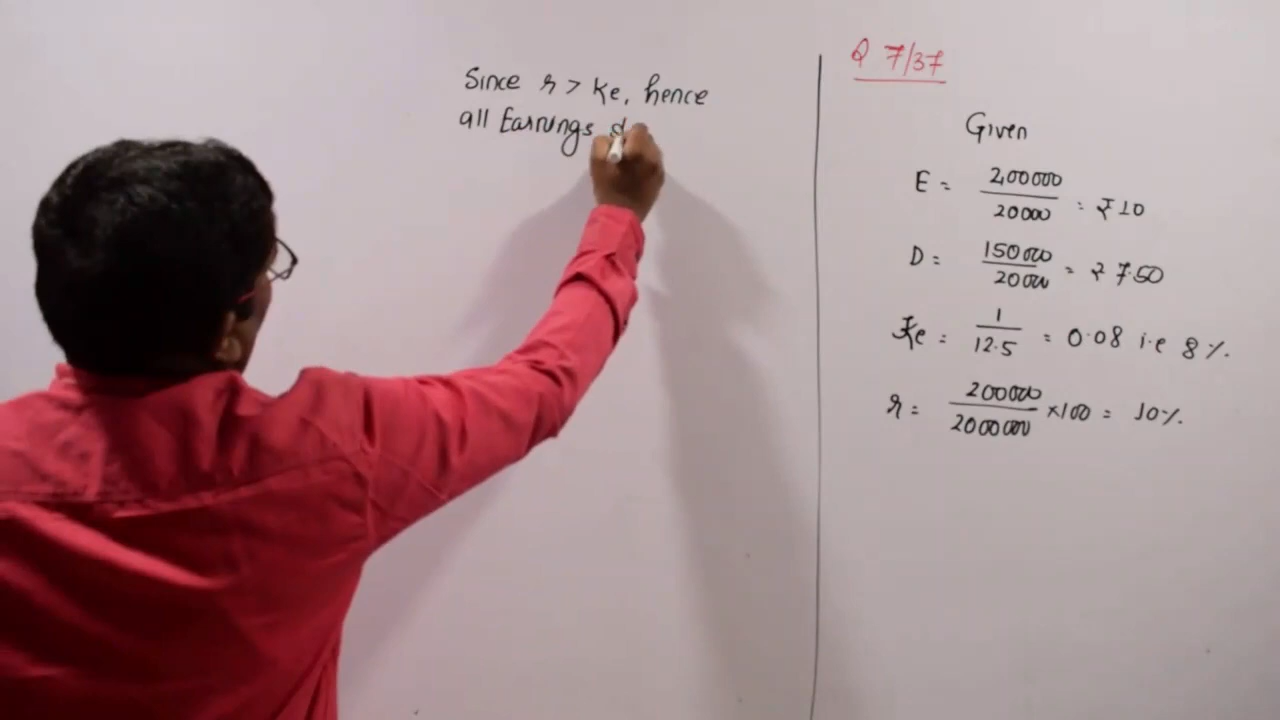 Since r > Ke, hence
all Earnings
Q 7/37
Given
E = 2,00000 / 20000 = ₹10
D = 150000 / 20000 = ₹ 7.50
Ke = 1 / 12.5 = 0.08 i.e 8%.
r = 200000 / 2000000 ×100 = 10%.